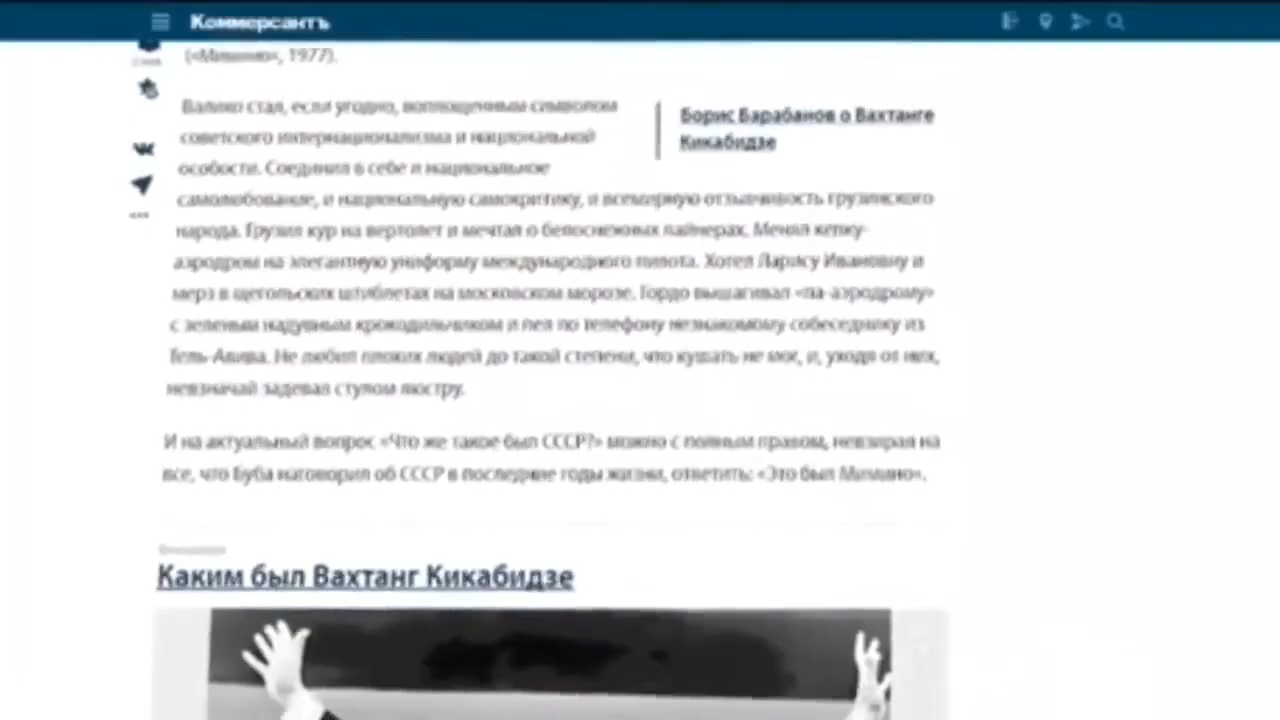 Коммерсантъ
(«Мимино», 1977).
Валико стал, если угодно, воплощенным символом
советского интернационализма и национальной
особости. Соединил в себе и национальное
самолюбование, и национальную самокритику, и всемирную отзывчивость грузинского
народа. Грузил кур на вертолет и мечтал о белоснежных лайнерах. Менял кепку-
аэродром на элегантную униформу международного пилота. Хотел Ларису Ивановну и
мерз в щегольских штиблетах на московском морозе. Гордо вышагивал «па-аэродрому»
с зеленым надувным крокодильчиком и пел по телефону незнакомому собеседнику из
Тель-Авива. Не любил плохих людей до такой степени, что кушать не мог, и, уходя от них,
невзначай задевал стулом люстру.
Борис Барабанов о Вахтанге
Кикабидзе
И на актуальный вопрос «Что же такое был СССР?» можно с полным правом, невзирая на
все, что Буба наговорил об СССР в последние годы жизни, ответить: «Это был Мимино».
Каким был Вахтанг Кикабидзе